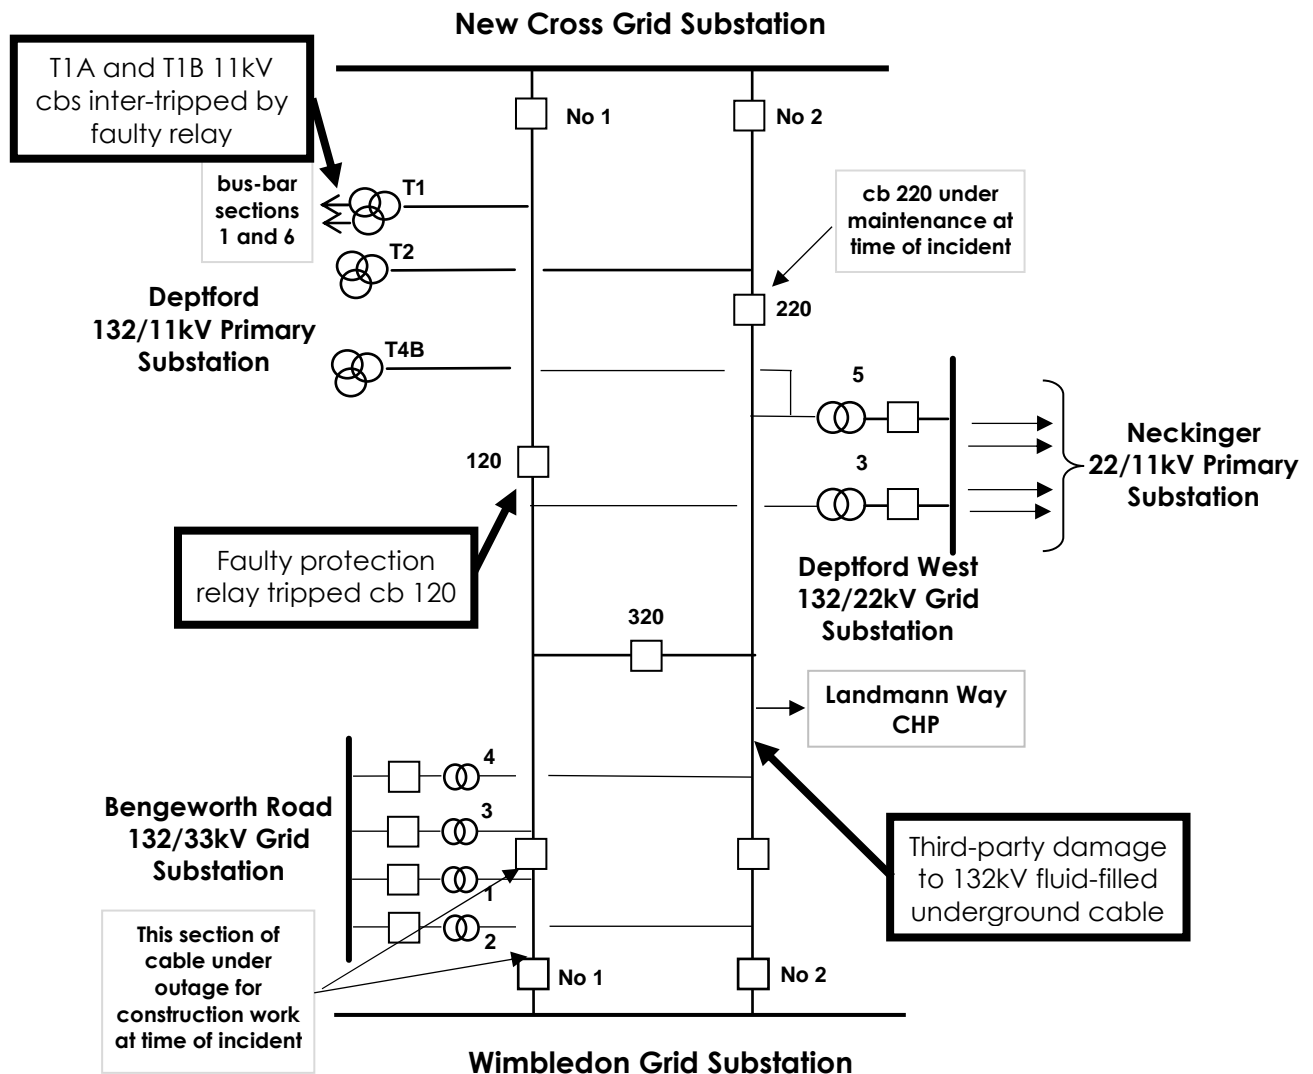 New Cross Grid Substation
T1A and T1B 11kV
cbs inter-tripped by
faulty relay
No 1
No 2
bus-bar
sections
1 and 6
T1
cb 220 under
maintenance at
time of incident
T2
Deptford
132/11kV Primary
Substation
220
T4B
5
Neckinger
22/11kV Primary
Substation
120
3
Faulty protection
relay tripped cb 120
Deptford West
132/22kV Grid
Substation
320
Landmann Way
CHP
4
Bengeworth Road
132/33kV Grid
Substation
3
Third-party damage
to 132kV fluid-filled
underground cable
1
This section of
cable under
outage for
construction work
at time of incident
2
No 1
No 2
Wimbledon Grid Substation